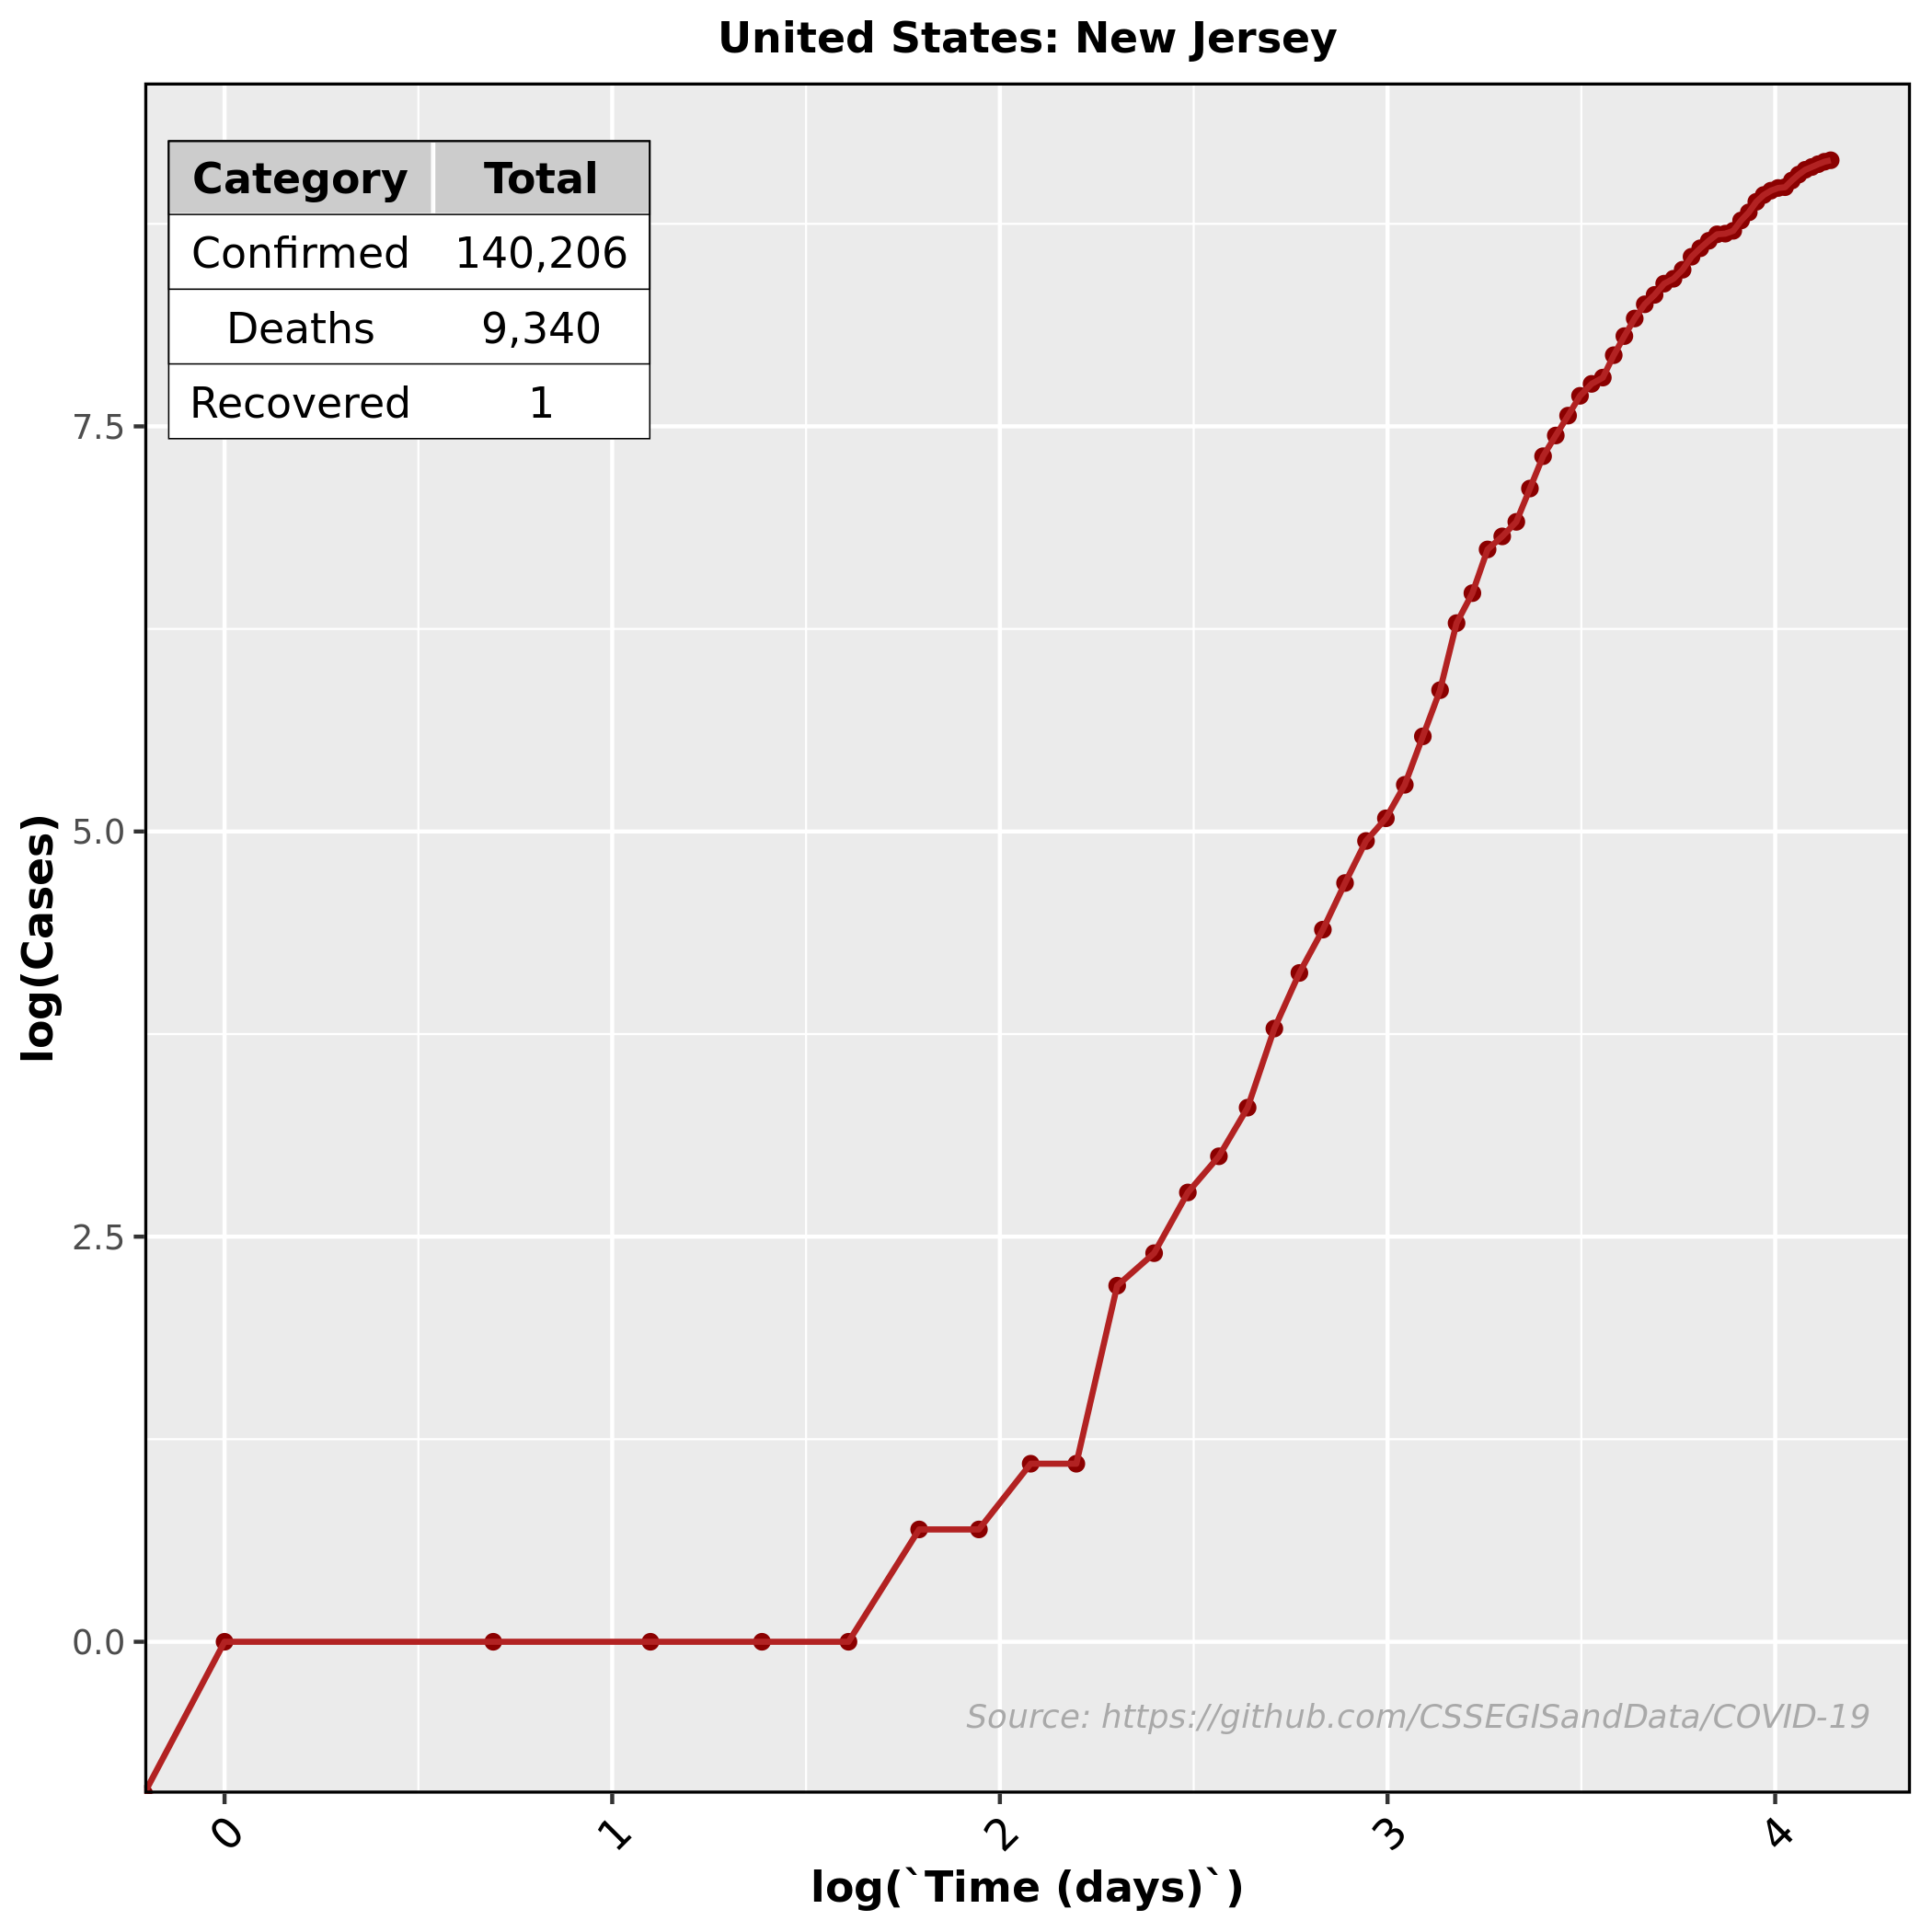 United States: New Jersey
Category Total
Confirmed 140,206
Deaths 9,340
Recovered 1
7.5
5.0
2.5
0.0
log(Cases)
Source: https://github.com/CSSEGISandData/COVID-19
0 1 2 3 4
log(`Time (days)`)